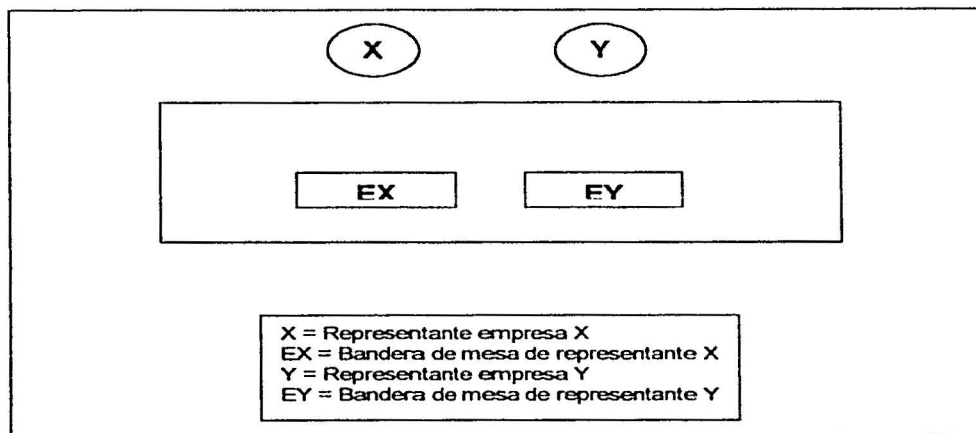 X Y
EX EY
X = Representante empresa X
EX = Bandera de mesa de representante X
Y = Representante empresa Y
EY = Bandera de mesa de representante Y